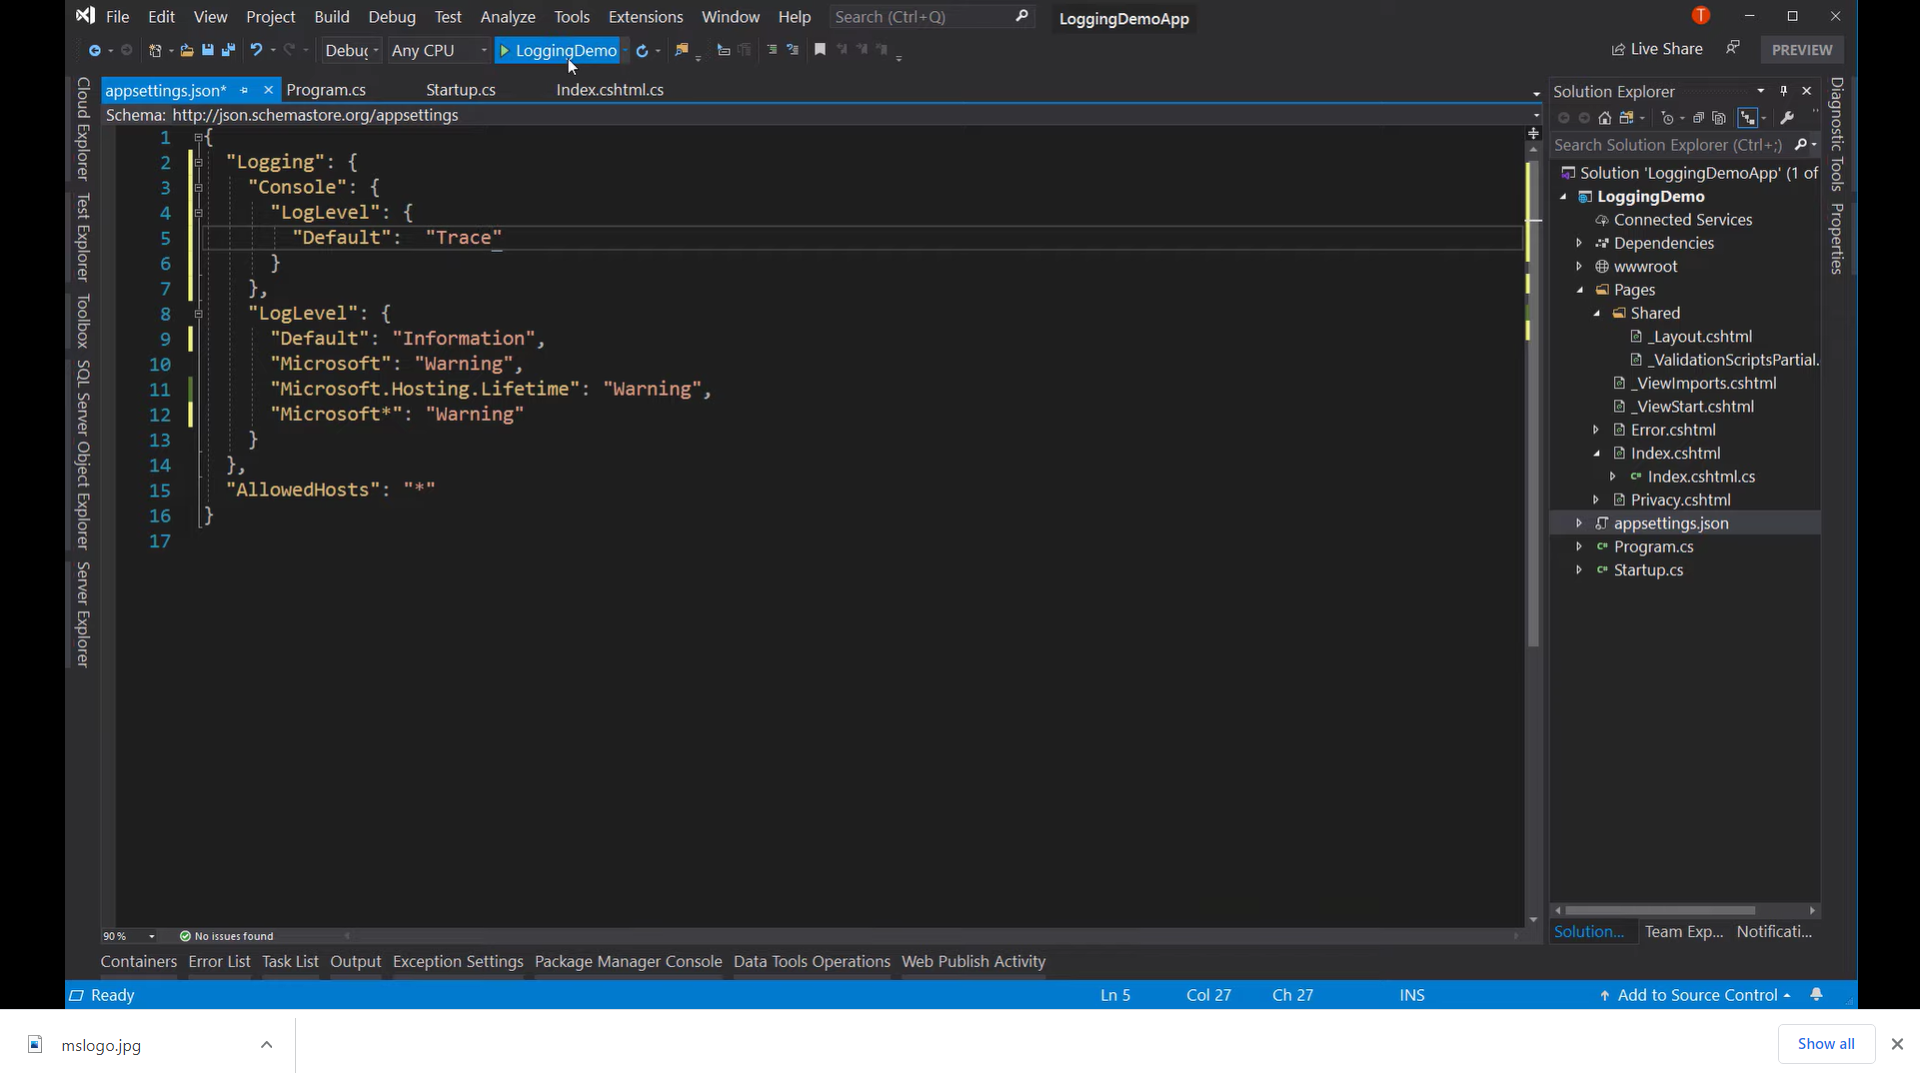 File Edit View Project Build Debug Test Analyze Tools Extensions Window Help Search (Ctrl+Q) LoggingDemoApp
Debug Any CPU LoggingDemo Live Share PREVIEW
appsettings.json* Program.cs Startup.cs Index.cshtml.cs
Schema: http://json.schemastore.org/appsettings
1 {
2 "Logging": {
3 "Console": {
4 "LogLevel": {
5 "Default": "Trace"
6 }
7 },
8 "LogLevel": {
9 "Default": "Information",
10 "Microsoft": "Warning",
11 "Microsoft.Hosting.Lifetime": "Warning",
12 "Microsoft*": "Warning"
13 }
14 },
15 "AllowedHosts": "*"
16 }
17
90 % No issues found
Cloud Explorer
Test Explorer
Toolbox
SQL Server Object Explorer
Server Explorer
Solution Explorer
Search Solution Explorer (Ctrl+;)
Solution 'LoggingDemoApp' (1 of
LoggingDemo
Connected Services
Dependencies
wwwroot
Pages
Shared
_Layout.cshtml
_ValidationScriptsPartial.
_ViewImports.cshtml
_ViewStart.cshtml
Error.cshtml
Index.cshtml
Index.cshtml.cs
Privacy.cshtml
appsettings.json
Program.cs
Startup.cs
Solution... Team Exp... Notificati...
Diagnostic Tools
Properties
Containers Error List Task List Output Exception Settings Package Manager Console Data Tools Operations Web Publish Activity
Ready Ln 5 Col 27 Ch 27 INS Add to Source Control
mslogo.jpg Show all